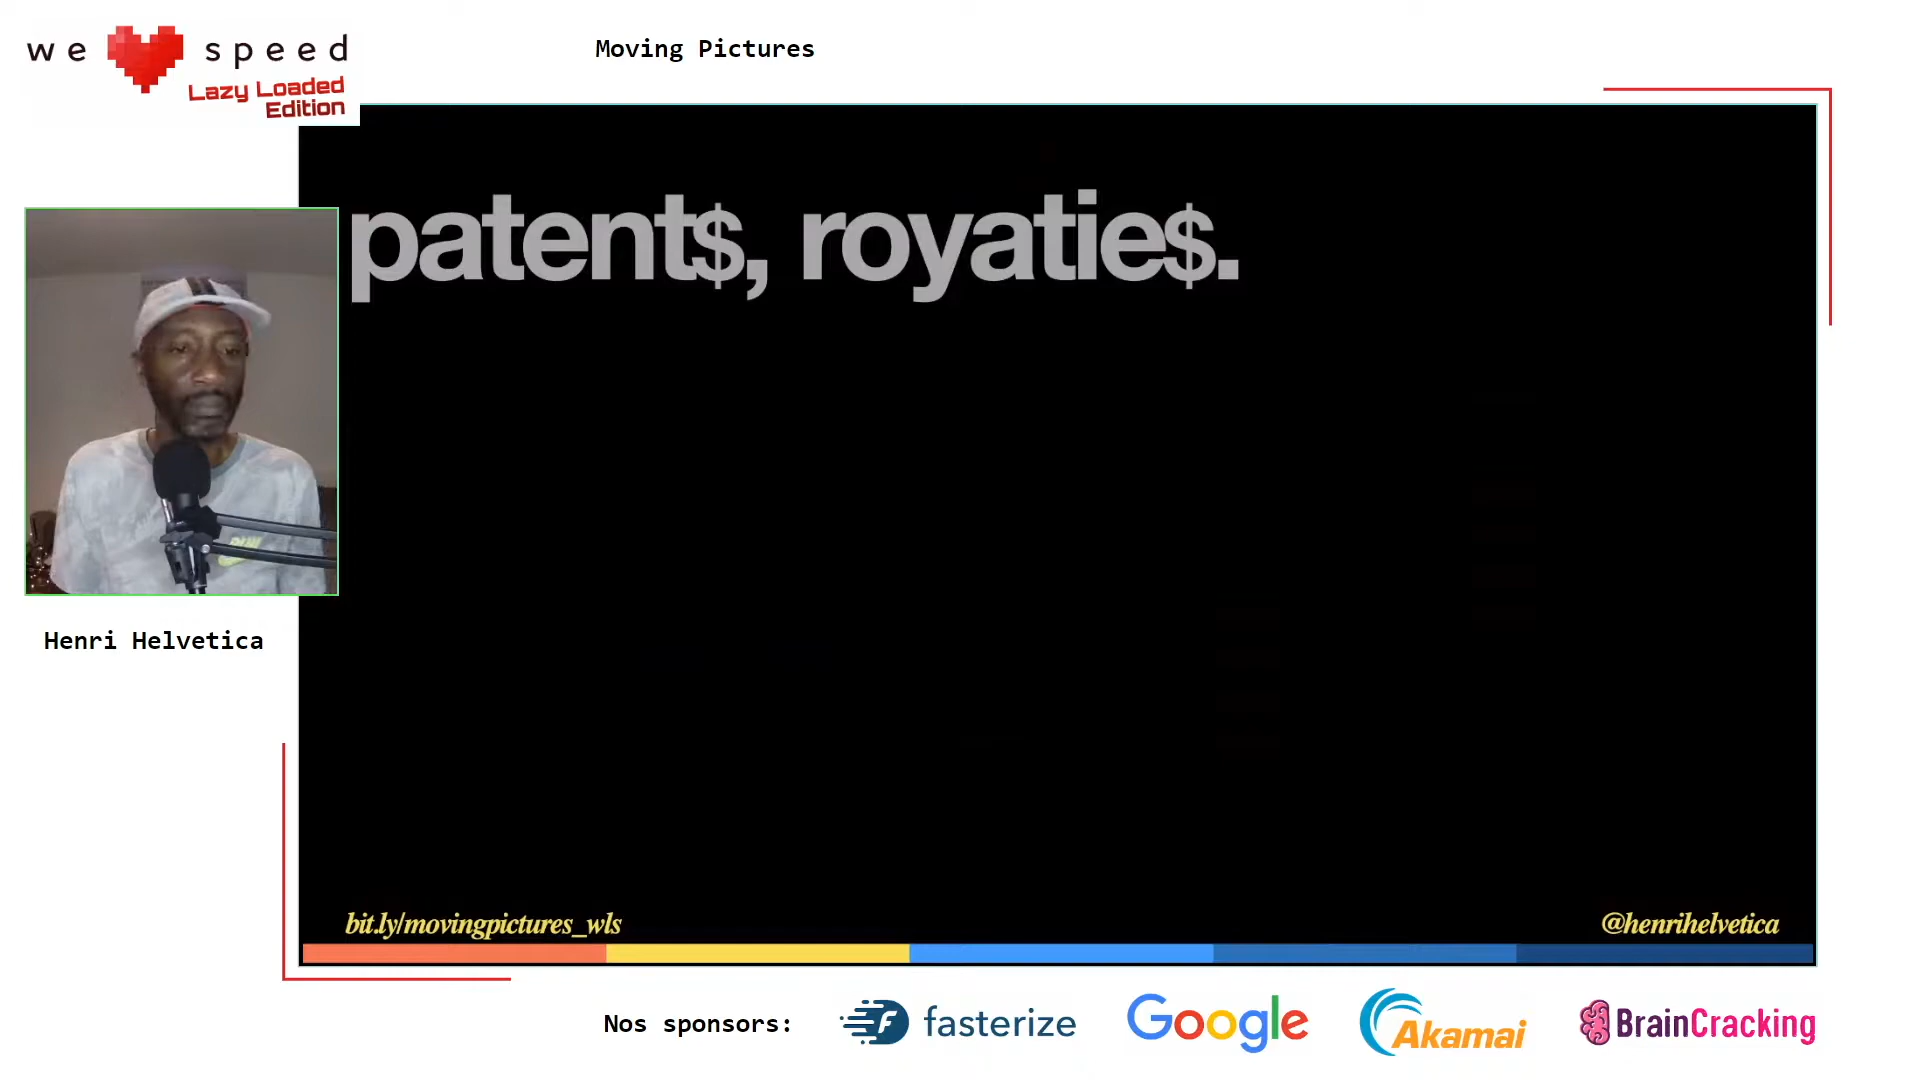 we speed
Lazy Loaded
Edition
Moving Pictures
patent$, royatie$.
Henri Helvetica
bit.ly/movingpictures_wls
@henrihelvetica
Nos sponsors:
fasterize
Google
Akamai
BrainCracking